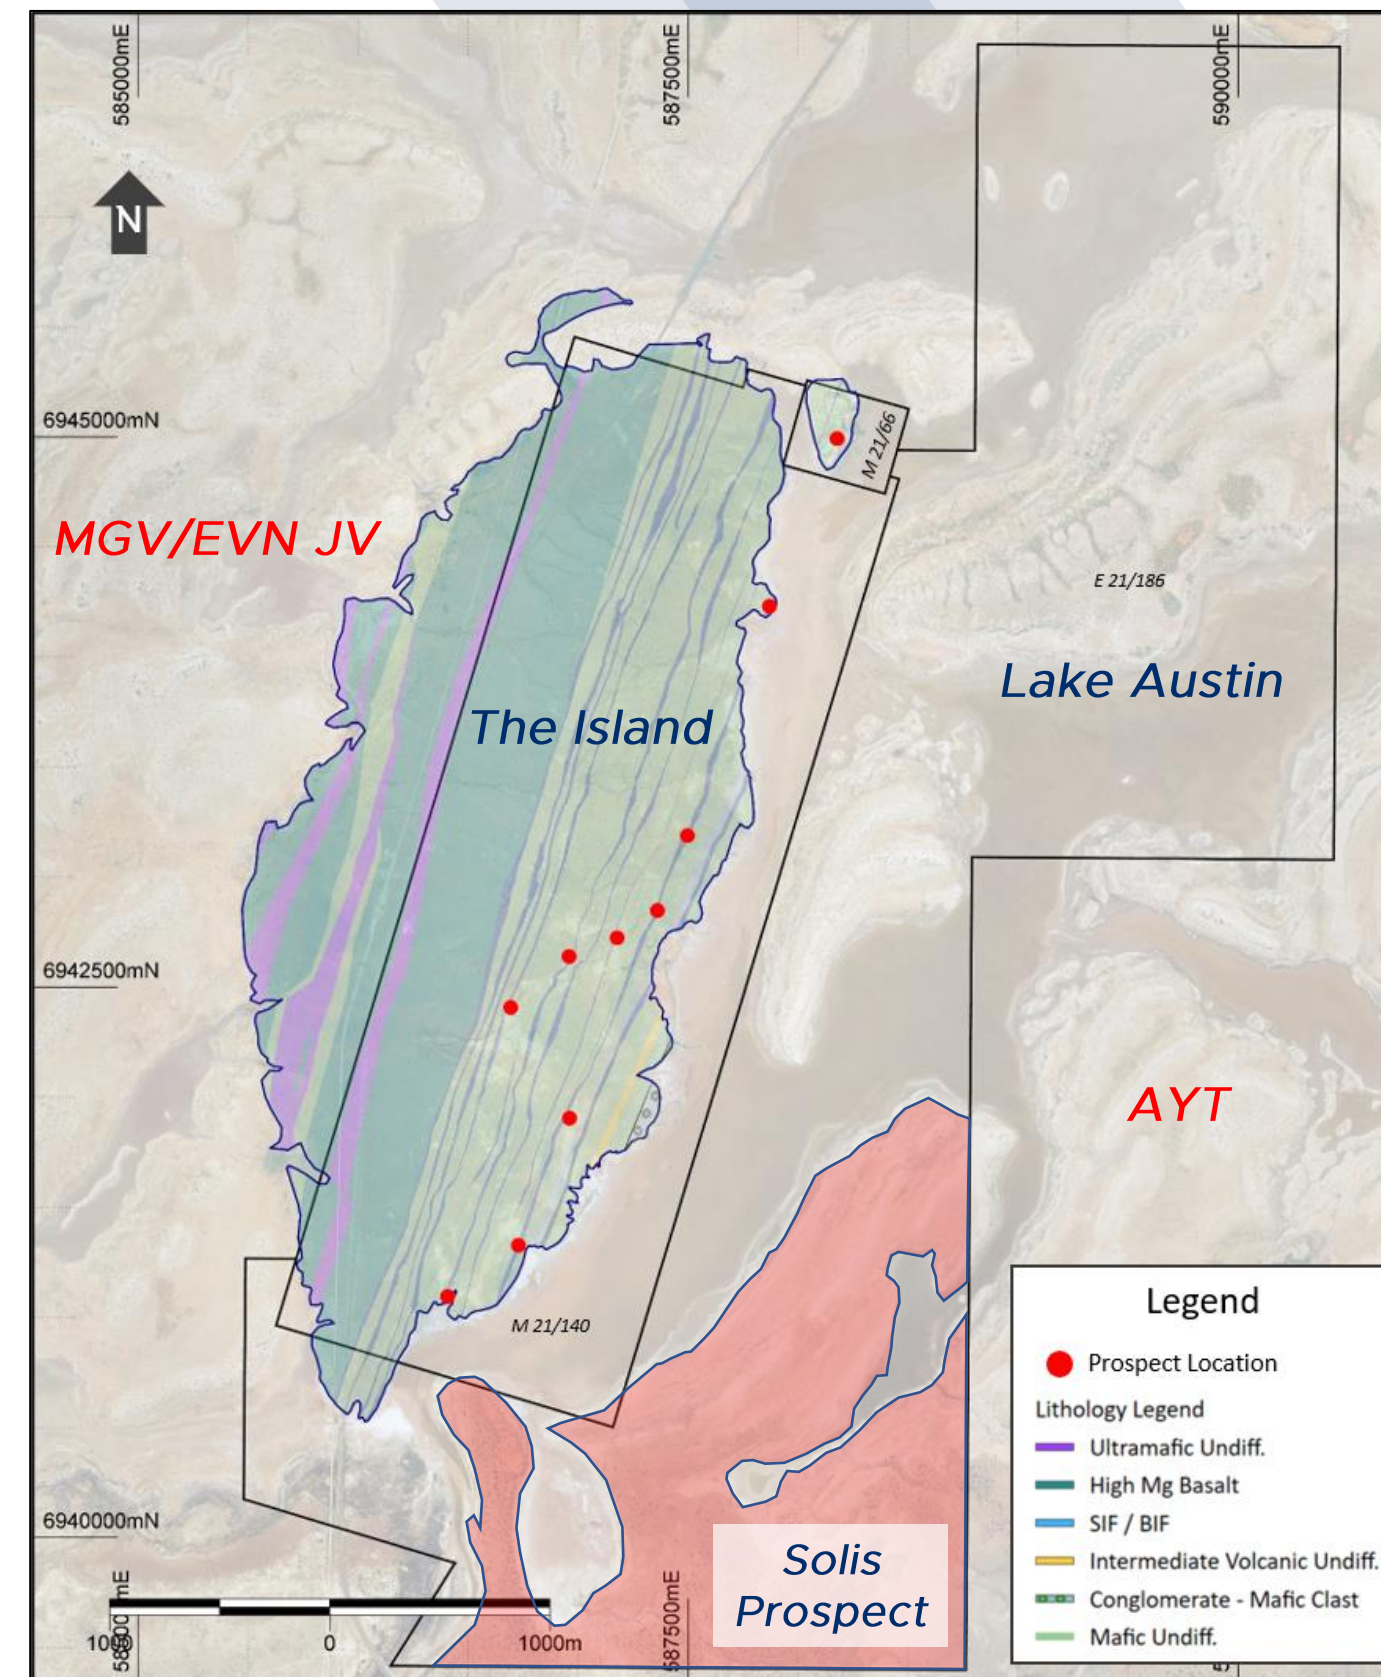 585000mE
587500mE
590000mE
N
6945000mN
M 21/66
MGV/EVN JV
E 21/186
Lake Austin
The Island
6942500mN
AYT
M 21/140
Legend
Prospect Location
Lithology Legend
Ultramafic Undiff.
High Mg Basalt
SIF / BIF
Intermediate Volcanic Undiff.
Conglomerate - Mafic Clast
Mafic Undiff.
6940000mN
Solis
Prospect
1000
0
1000m
587500mE